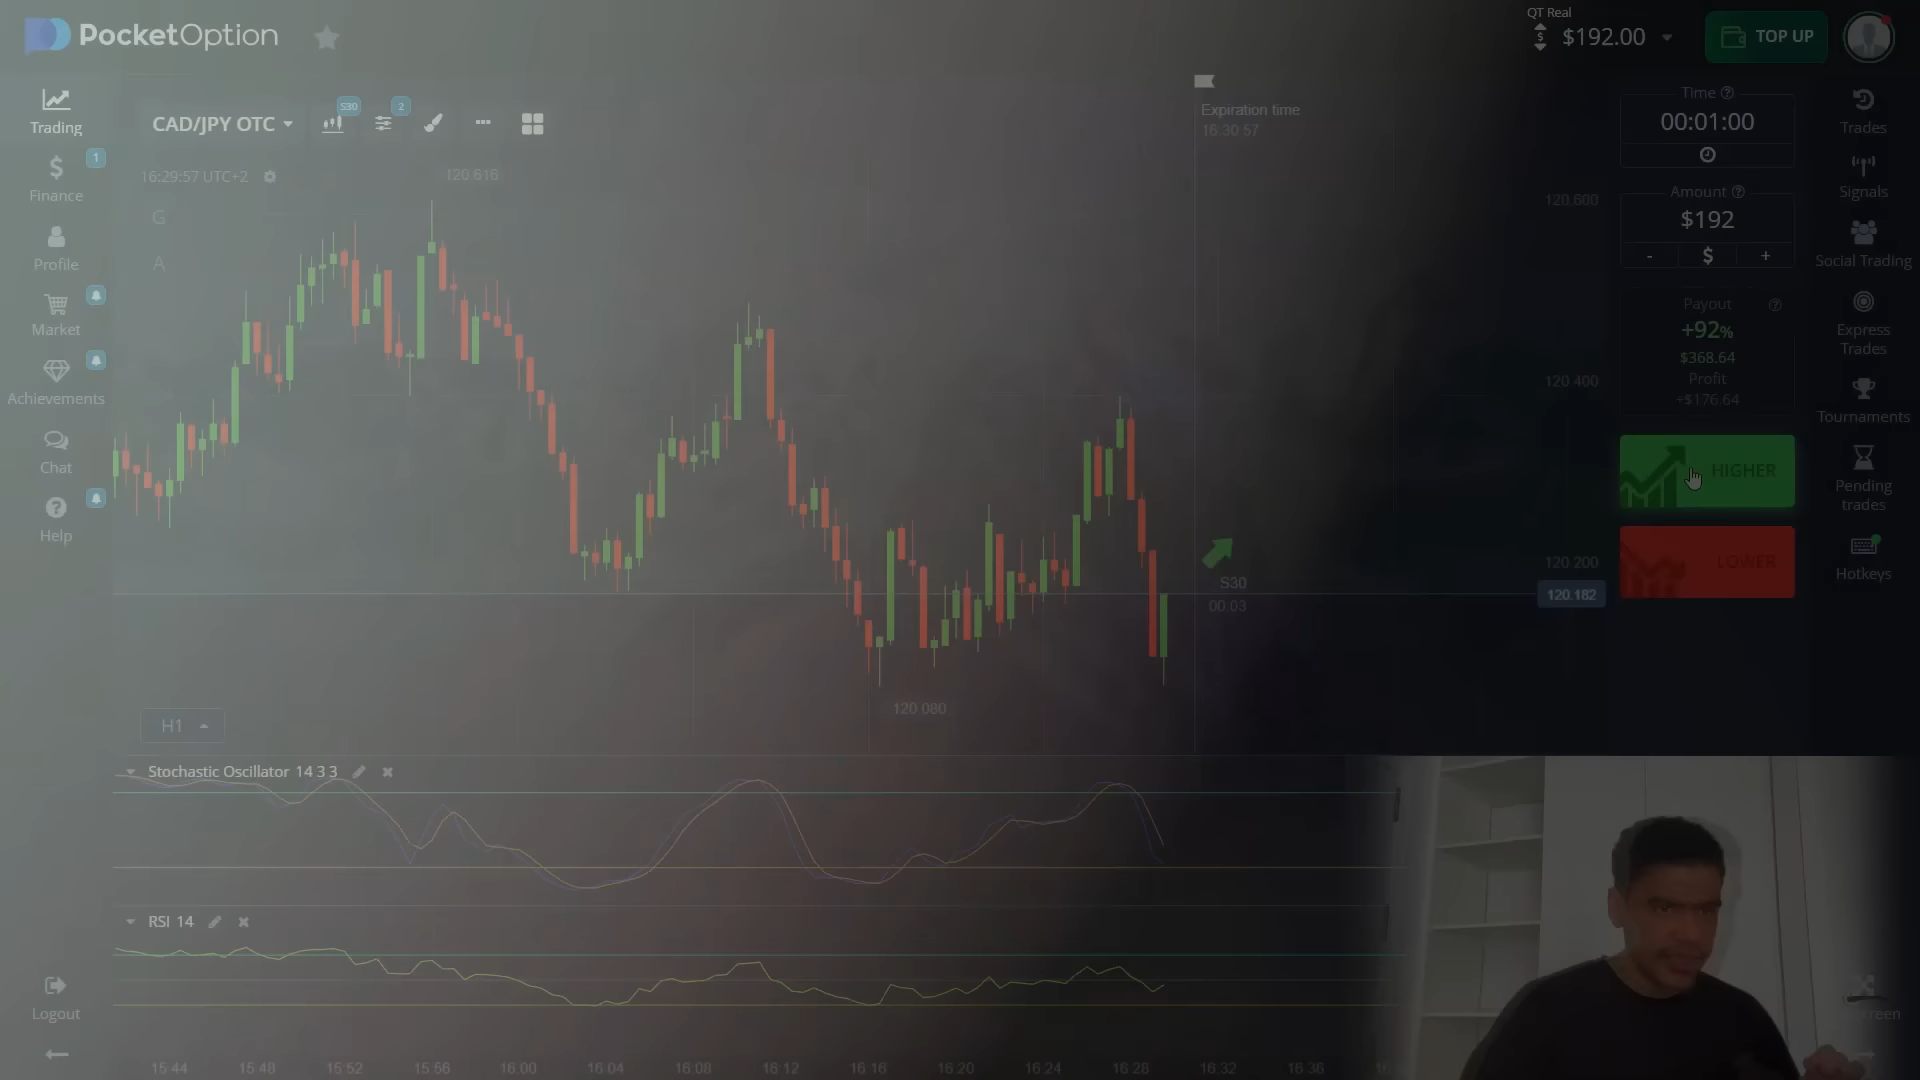 PocketOption
QT Real
$192.00
TOP UP
Trading
CAD/JPY OTC
S30
2
Expiration time
16:30 57
Time
00:01:00
Trades
Finance
1
16:29:57 UTC+2
120.616
120.600
Amount
$192
- $ +
Signals
G
A
Profile
Social Trading
Market
Payout
+92%
$368.64
Profit
+$176.64
Express
Trades
Achievements
120.400
Tournaments
Chat
HIGHER
Pending
trades
Help
120.200
LOWER
Hotkeys
S30
00:03
120.182
120.080
H1
Stochastic Oscillator 14 3 3
RSI 14
Logout
15:44 15:48 15:52 15:56 16:00 16:04 16:08 16:12 16:16 16:20 16:24 16:28 16:32 16:36